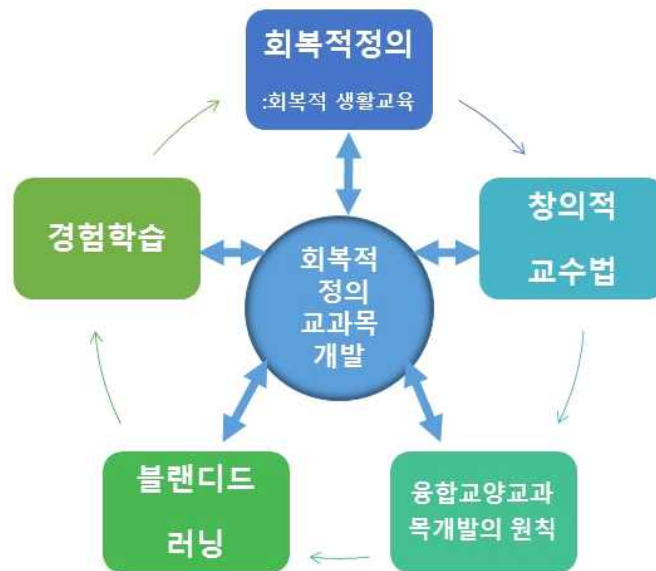 회복적정의
:회복적 생활교육
창의적
교수법
경험학습
회복적
정의
교과목
개발
블랜디드
러닝
융합교양교과
목개발의 원칙